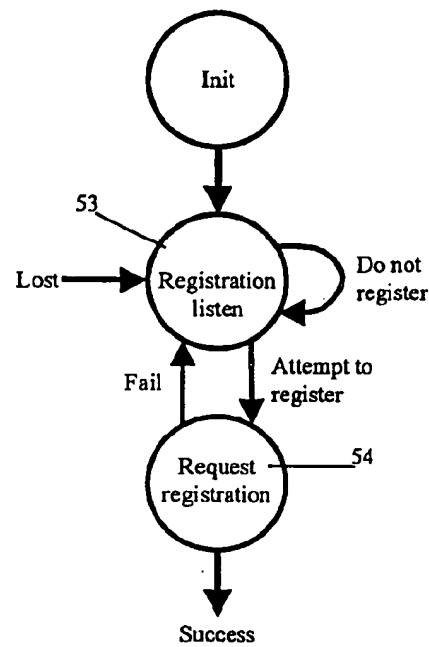 Init
53
Lost
Registration
listen
Do not
register
Fail
Attempt to
register
Request
registration
54
Success